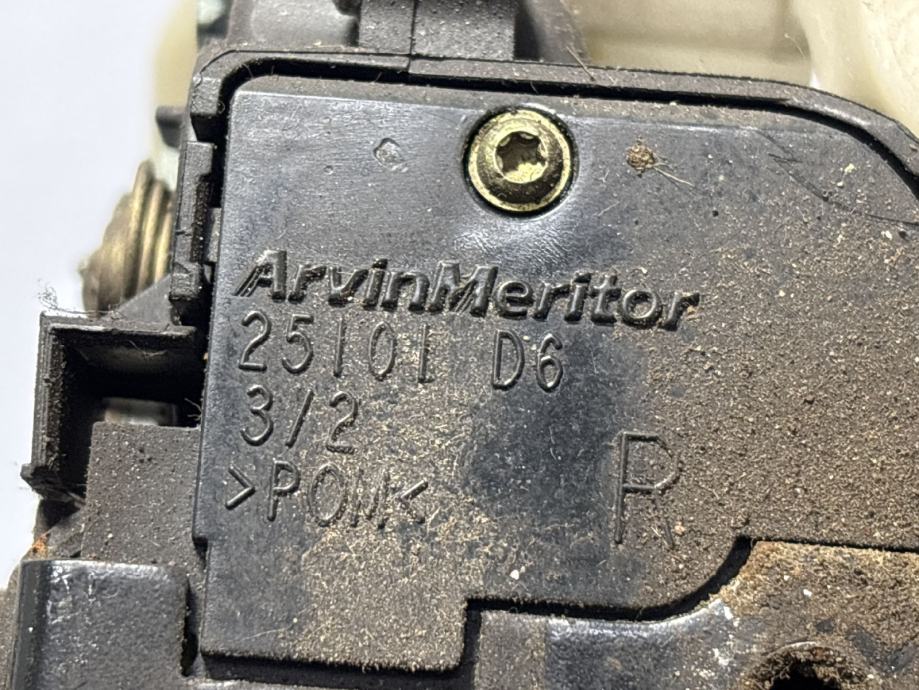 ArvinMeritor
25101 D6
3/2
>POM<
R